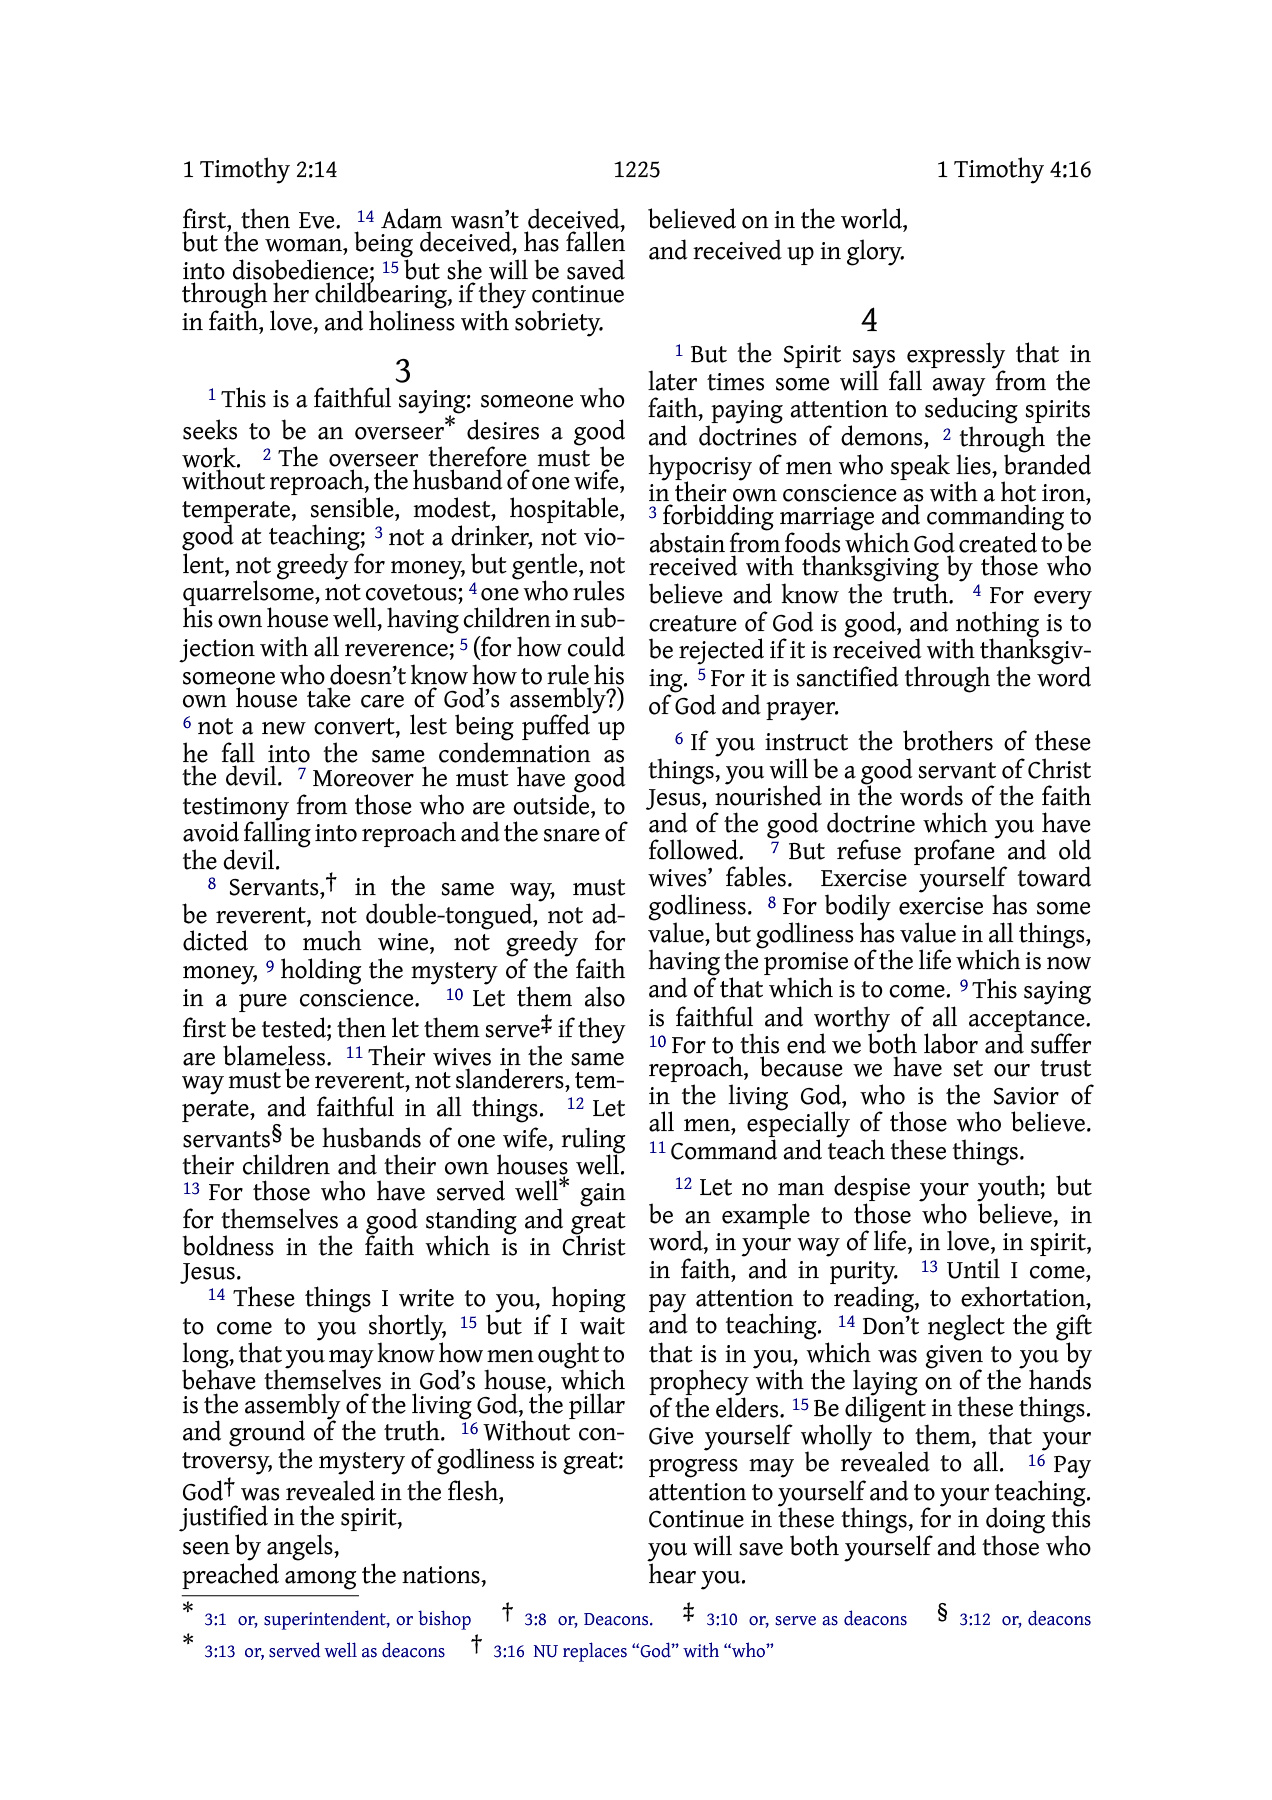 1 Timothy 2:14 1225 1 Timothy 4:16
first, then Eve. 14 Adam wasn’t deceived,
but the woman, being deceived, has fallen
into disobedience; 15 but she will be saved
through her childbearing, if they continue
in faith, love, and holiness with sobriety.
3
1 This is a faithful saying: someone who
seeks to be an overseer* desires a good
work. 2 The overseer therefore must be
without reproach, the husband of one wife,
temperate, sensible, modest, hospitable,
good at teaching; 3 not a drinker, not vio-
lent, not greedy for money, but gentle, not
quarrelsome, not covetous; 4 one who rules
his own house well, having children in sub-
jection with all reverence; 5 (for how could
someone who doesn’t know how to rule his
own house take care of God’s assembly?)
6 not a new convert, lest being puffed up
he fall into the same condemnation as
the devil. 7 Moreover he must have good
testimony from those who are outside, to
avoid falling into reproach and the snare of
the devil.
8 Servants,† in the same way, must
be reverent, not double-tongued, not ad-
dicted to much wine, not greedy for
money, 9 holding the mystery of the faith
in a pure conscience. 10 Let them also
first be tested; then let them serve‡ if they
are blameless. 11 Their wives in the same
way must be reverent, not slanderers, tem-
perate, and faithful in all things. 12 Let
servants§ be husbands of one wife, ruling
their children and their own houses well.
13 For those who have served well* gain
for themselves a good standing and great
boldness in the faith which is in Christ
Jesus.
14 These things I write to you, hoping
to come to you shortly, 15 but if I wait
long, that you may know how men ought to
behave themselves in God’s house, which
is the assembly of the living God, the pillar
and ground of the truth. 16 Without con-
troversy, the mystery of godliness is great:
God† was revealed in the flesh,
justified in the spirit,
seen by angels,
preached among the nations,
believed on in the world,
and received up in glory.
4
1 But the Spirit says expressly that in
later times some will fall away from the
faith, paying attention to seducing spirits
and doctrines of demons, 2 through the
hypocrisy of men who speak lies, branded
in their own conscience as with a hot iron,
3 forbidding marriage and commanding to
abstain from foods which God created to be
received with thanksgiving by those who
believe and know the truth. 4 For every
creature of God is good, and nothing is to
be rejected if it is received with thanksgiv-
ing. 5 For it is sanctified through the word
of God and prayer.
6 If you instruct the brothers of these
things, you will be a good servant of Christ
Jesus, nourished in the words of the faith
and of the good doctrine which you have
followed. 7 But refuse profane and old
wives’ fables. Exercise yourself toward
godliness. 8 For bodily exercise has some
value, but godliness has value in all things,
having the promise of the life which is now
and of that which is to come. 9 This saying
is faithful and worthy of all acceptance.
10 For to this end we both labor and suffer
reproach, because we have set our trust
in the living God, who is the Savior of
all men, especially of those who believe.
11 Command and teach these things.
12 Let no man despise your youth; but
be an example to those who believe, in
word, in your way of life, in love, in spirit,
in faith, and in purity. 13 Until I come,
pay attention to reading, to exhortation,
and to teaching. 14 Don’t neglect the gift
that is in you, which was given to you by
prophecy with the laying on of the hands
of the elders. 15 Be diligent in these things.
Give yourself wholly to them, that your
progress may be revealed to all. 16 Pay
attention to yourself and to your teaching.
Continue in these things, for in doing this
you will save both yourself and those who
hear you.
* 3:1 or, superintendent, or bishop † 3:8 or, Deacons. ‡ 3:10 or, serve as deacons § 3:12 or, deacons
* 3:13 or, served well as deacons † 3:16 NU replaces “God” with “who”